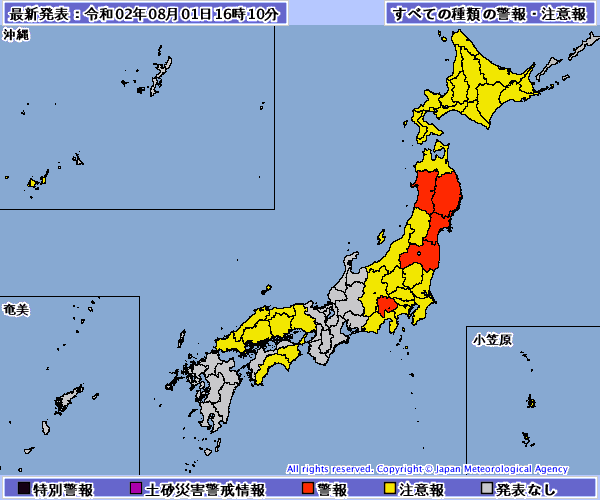 最新発表：令和02年08月01日16時10分
すべての種類の警報・注意報
沖縄
奄美
小笠原
All rights reserved. Copyright © Japan Meteorological Agency
特別警報 土砂災害警戒情報 警報 注意報 発表なし